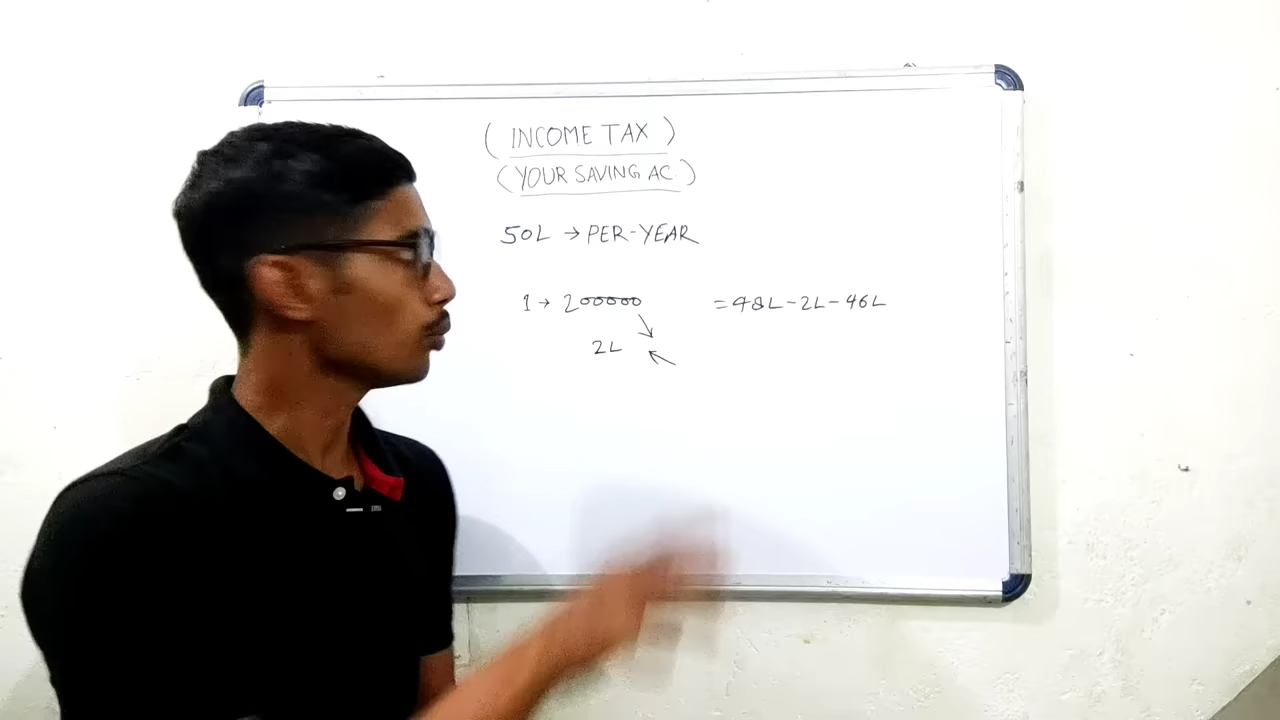 ( INCOME TAX )
( YOUR SAVING AC. )
50L → PER-YEAR
1 → 200000 = 48L - 2L - 46L
2L